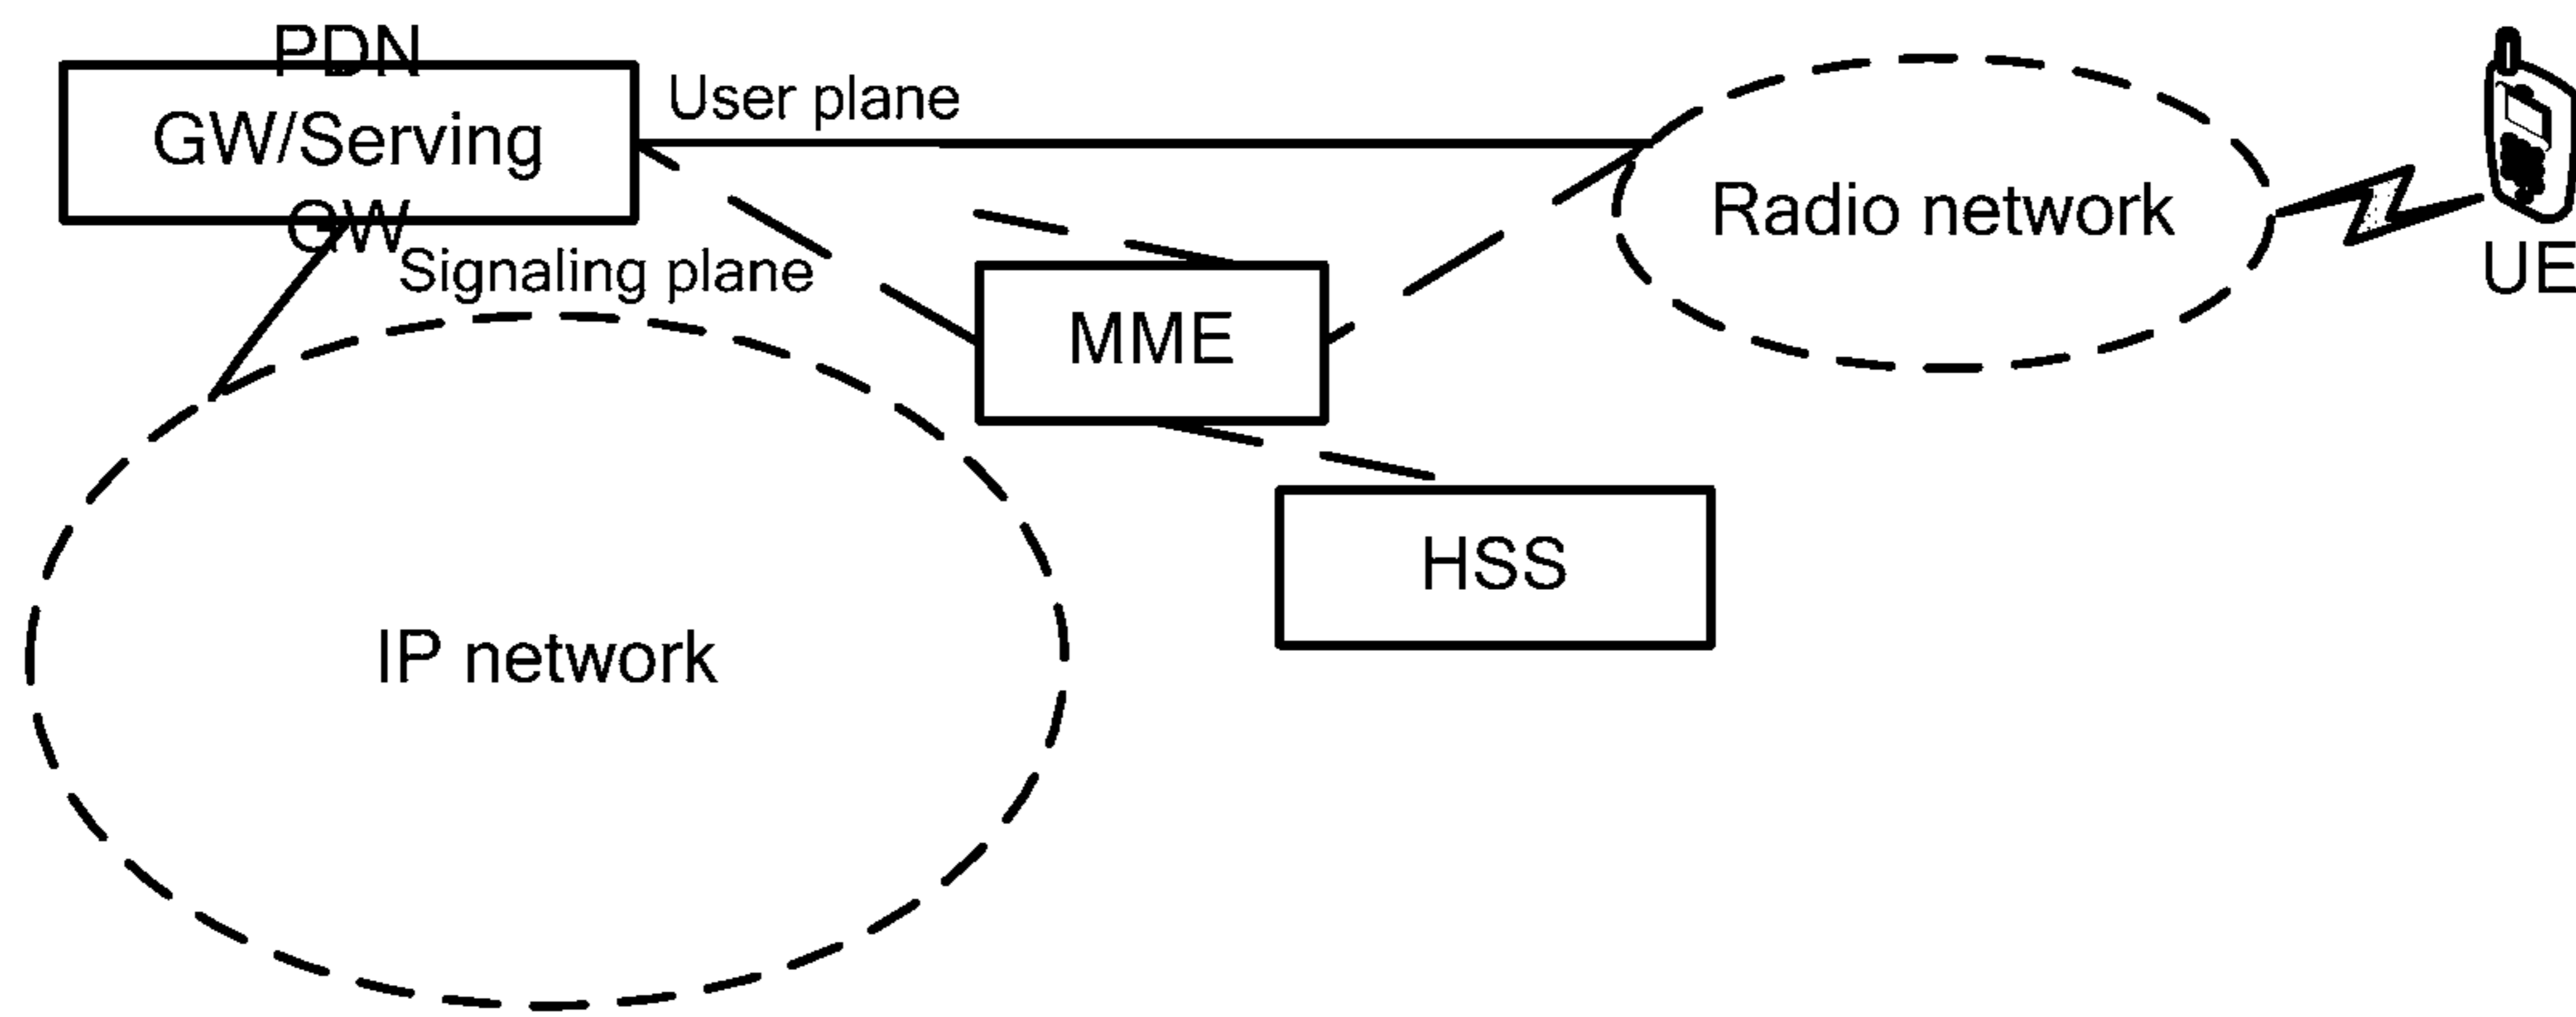 PDN
GW/Serving
GW
User plane
Signaling plane
MME
Radio network
UE
HSS
IP network